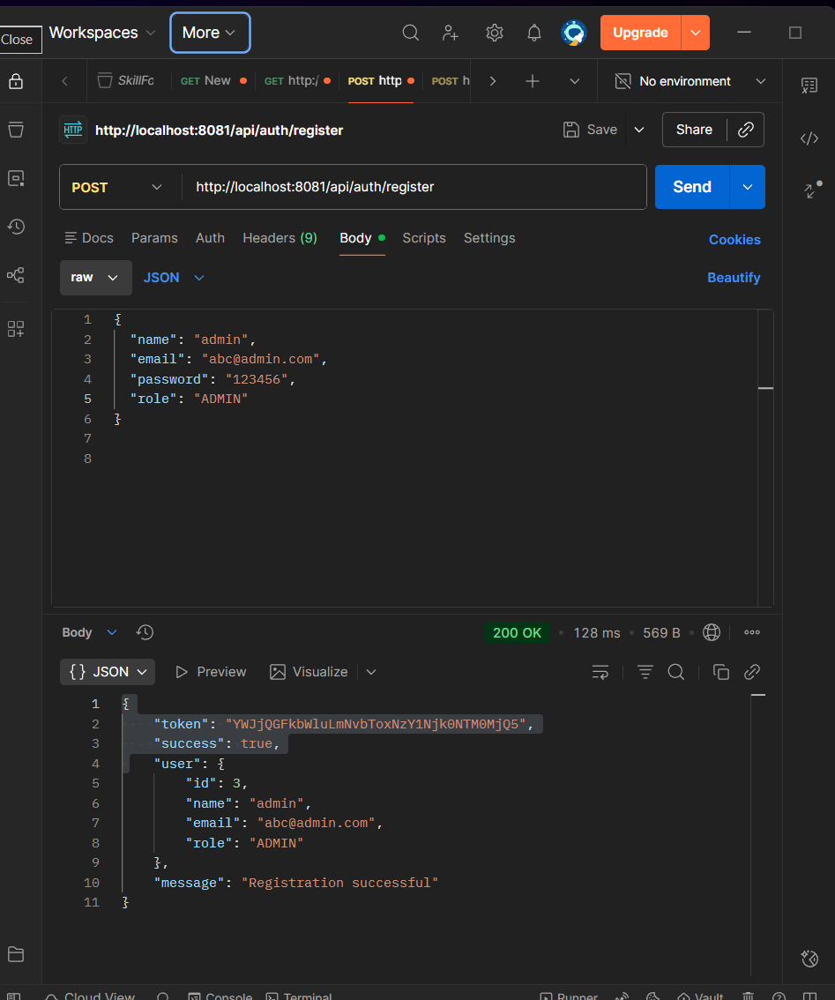 Close
Workspaces
More
Upgrade
SkillFo
GET New
GET http:/
POST http
POST h
No environment
HTTP
http://localhost:8081/api/auth/register
Save
Share
POST
http://localhost:8081/api/auth/register
Send
Docs
Params
Auth
Headers (9)
Body
Scripts
Settings
Cookies
raw
JSON
Beautify
1 {
2 "name": "admin",
3 "email": "abc@admin.com",
4 "password": "123456",
5 "role": "ADMIN"
6 }
7
8
Body
200 OK
128 ms
569 B
{} JSON
Preview
Visualize
1 {
2 "token": "YWJjQGFkbWluLmNvbToxNzY1Njk0NTM0MjQ5",
3 "success": true,
4 "user": {
5 "id": 3,
6 "name": "admin",
7 "email": "abc@admin.com",
8 "role": "ADMIN"
9 },
10 "message": "Registration successful"
11 }
Cloud View
Console
Terminal
Runner
Vault